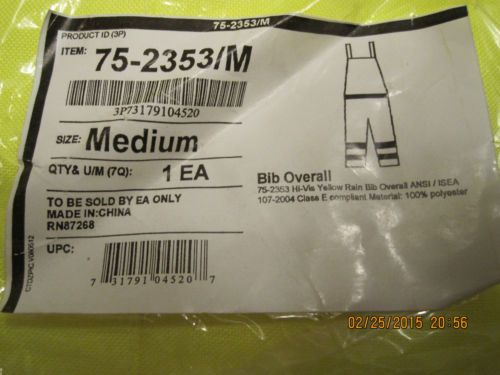 75-2353/M
PRODUCT ID (3P)
ITEM: 75-2353/M
3P73179104520
SIZE: Medium
QTY& U/M (7Q): 1 EA
TO BE SOLD BY EA ONLY
MADE IN:CHINA
RN87268
UPC:
7 31791 04520 7
Bib Overall
75-2353 Hi-Vis Yellow Rain Bib Overall ANSI / ISEA
107-2004 Class E compliant Material: 100% polyester
02/25/2015 20:56